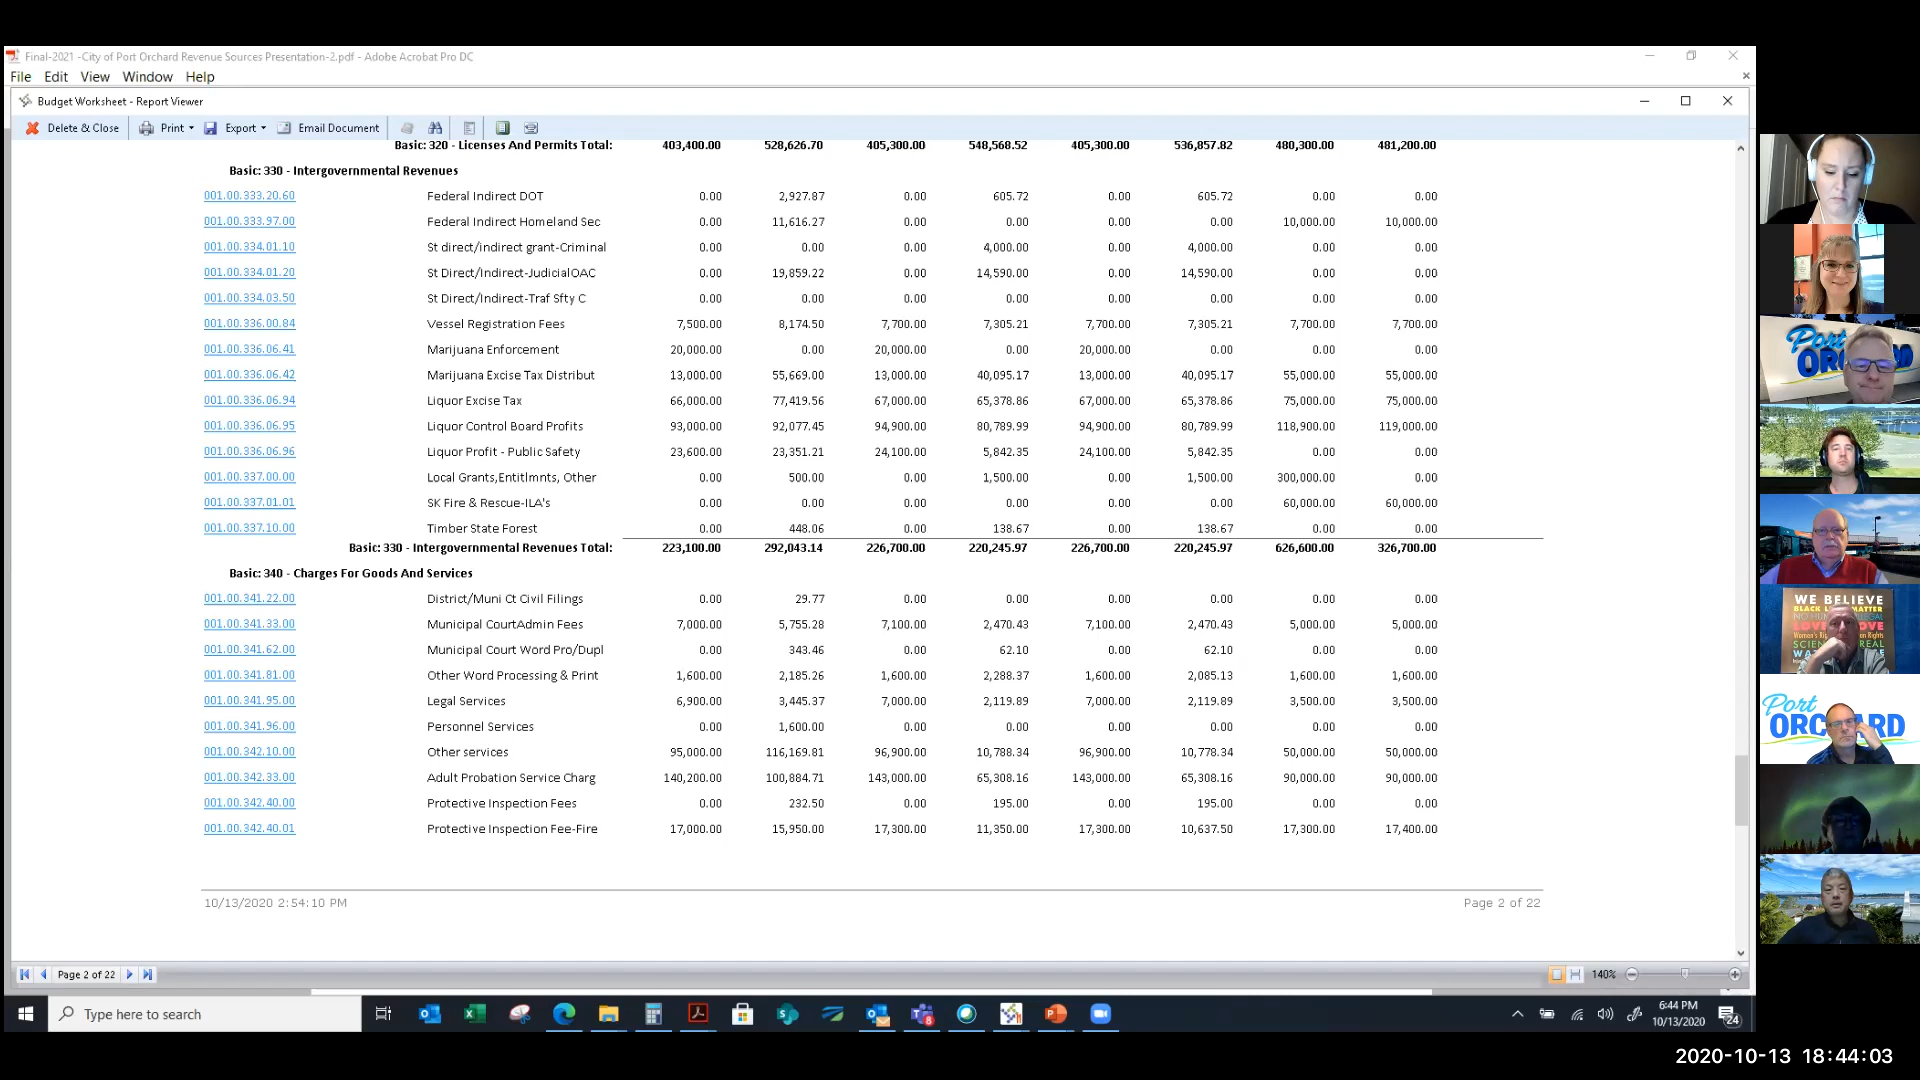 Final-2021 -City of Port Orchard Revenue Sources Presentation-2.pdf - Adobe Acrobat Pro DC
File Edit View Window Help
Budget Worksheet - Report Viewer
Delete & Close Print Export Email Document
Basic: 320 - Licenses And Permits Total: 403,400.00 528,626.70 405,300.00 548,568.52 405,300.00 536,857.82 480,300.00 481,200.00
Basic: 330 - Intergovernmental Revenues
001.00.333.20.60 Federal Indirect DOT 0.00 2,927.87 0.00 605.72 0.00 605.72 0.00 0.00
001.00.333.97.00 Federal Indirect Homeland Sec 0.00 11,616.27 0.00 0.00 0.00 0.00 10,000.00 10,000.00
001.00.334.01.10 St direct/indirect grant-Criminal 0.00 0.00 0.00 4,000.00 0.00 4,000.00 0.00 0.00
001.00.334.01.20 St Direct/Indirect-JudicialOAC 0.00 19,859.22 0.00 14,590.00 0.00 14,590.00 0.00 0.00
001.00.334.03.50 St Direct/Indirect-Traf Sfty C 0.00 0.00 0.00 0.00 0.00 0.00 0.00 0.00
001.00.336.00.84 Vessel Registration Fees 7,500.00 8,174.50 7,700.00 7,305.21 7,700.00 7,305.21 7,700.00 7,700.00
001.00.336.06.41 Marijuana Enforcement 20,000.00 0.00 20,000.00 0.00 20,000.00 0.00 0.00 0.00
001.00.336.06.42 Marijuana Excise Tax Distribut 13,000.00 55,669.00 13,000.00 40,095.17 13,000.00 40,095.17 55,000.00 55,000.00
001.00.336.06.94 Liquor Excise Tax 66,000.00 77,419.56 67,000.00 65,378.86 67,000.00 65,378.86 75,000.00 75,000.00
001.00.336.06.95 Liquor Control Board Profits 93,000.00 92,077.45 94,900.00 80,789.99 94,900.00 80,789.99 118,900.00 119,000.00
001.00.336.06.96 Liquor Profit - Public Safety 23,600.00 23,351.21 24,100.00 5,842.35 24,100.00 5,842.35 0.00 0.00
001.00.337.00.00 Local Grants,Entitlmnts, Other 0.00 500.00 0.00 1,500.00 0.00 1,500.00 300,000.00 0.00
001.00.337.01.01 SK Fire & Rescue-ILA's 0.00 0.00 0.00 0.00 0.00 0.00 60,000.00 60,000.00
001.00.337.10.00 Timber State Forest 0.00 448.06 0.00 138.67 0.00 138.67 0.00 0.00
Basic: 330 - Intergovernmental Revenues Total: 223,100.00 292,043.14 226,700.00 220,245.97 226,700.00 220,245.97 626,600.00 326,700.00
Basic: 340 - Charges For Goods And Services
001.00.341.22.00 District/Muni Ct Civil Filings 0.00 29.77 0.00 0.00 0.00 0.00 0.00 0.00
001.00.341.33.00 Municipal CourtAdmin Fees 7,000.00 5,755.28 7,100.00 2,470.43 7,100.00 2,470.43 5,000.00 5,000.00
001.00.341.62.00 Municipal Court Word Pro/Dupl 0.00 343.46 0.00 62.10 0.00 62.10 0.00 0.00
001.00.341.81.00 Other Word Processing & Print 1,600.00 2,185.26 1,600.00 2,288.37 1,600.00 2,085.13 1,600.00 1,600.00
001.00.341.95.00 Legal Services 6,900.00 3,445.37 7,000.00 2,119.89 7,000.00 2,119.89 3,500.00 3,500.00
001.00.341.96.00 Personnel Services 0.00 1,600.00 0.00 0.00 0.00 0.00 0.00 0.00
001.00.342.10.00 Other services 95,000.00 116,169.81 96,900.00 10,788.34 96,900.00 10,778.34 50,000.00 50,000.00
001.00.342.33.00 Adult Probation Service Charg 140,200.00 100,884.71 143,000.00 65,308.16 143,000.00 65,308.16 90,000.00 90,000.00
001.00.342.40.00 Protective Inspection Fees 0.00 232.50 0.00 195.00 0.00 195.00 0.00 0.00
001.00.342.40.01 Protective Inspection Fee-Fire 17,000.00 15,950.00 17,300.00 11,350.00 17,300.00 10,637.50 17,300.00 17,400.00
10/13/2020 2:54:10 PM Page 2 of 22
Page 2 of 22 140%
Type here to search
6:44 PM
10/13/2020
24
2020-10-13 18:44:03
Port
WE BELIEVE
Port
ORCHARD